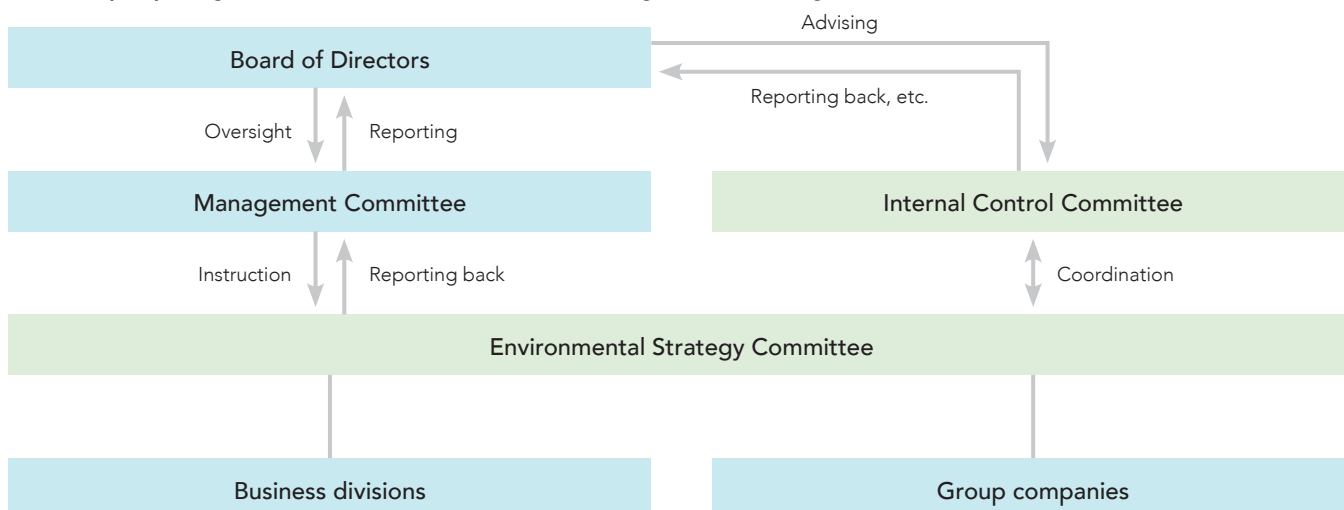 Advising
Board of Directors
Reporting back, etc.
Oversight
Reporting
Management Committee
Internal Control Committee
Instruction
Reporting back
Coordination
Environmental Strategy Committee
Business divisions
Group companies